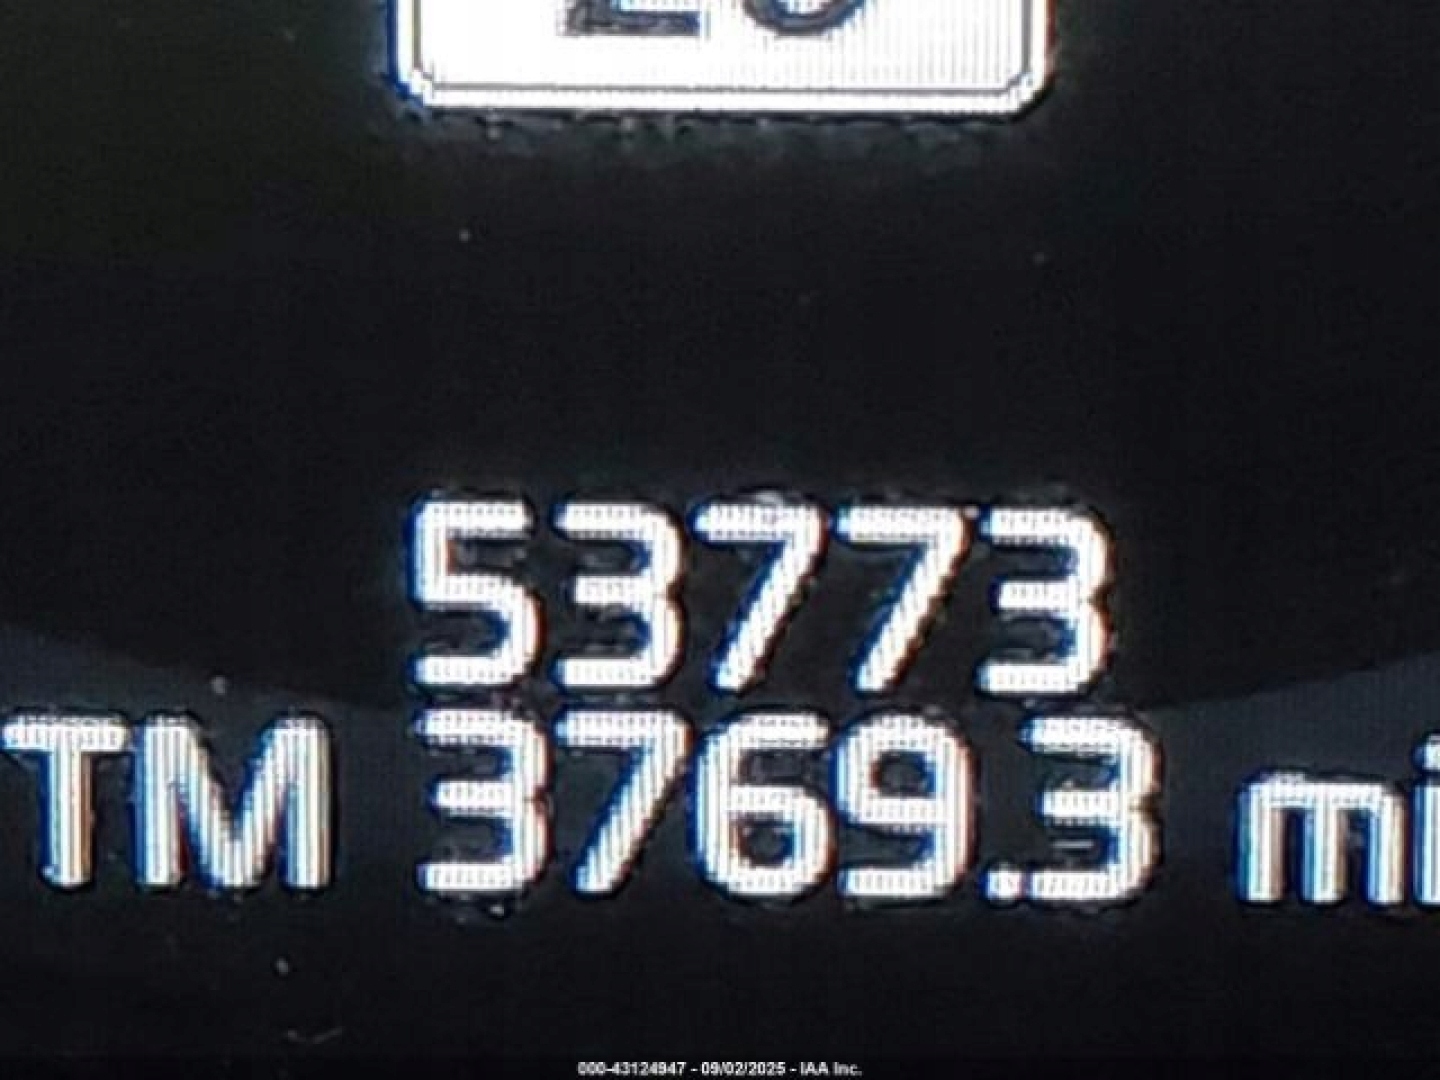 53773
TM 3769.3 mi
000-43124947 - 09/02/2025 - IAA Inc.